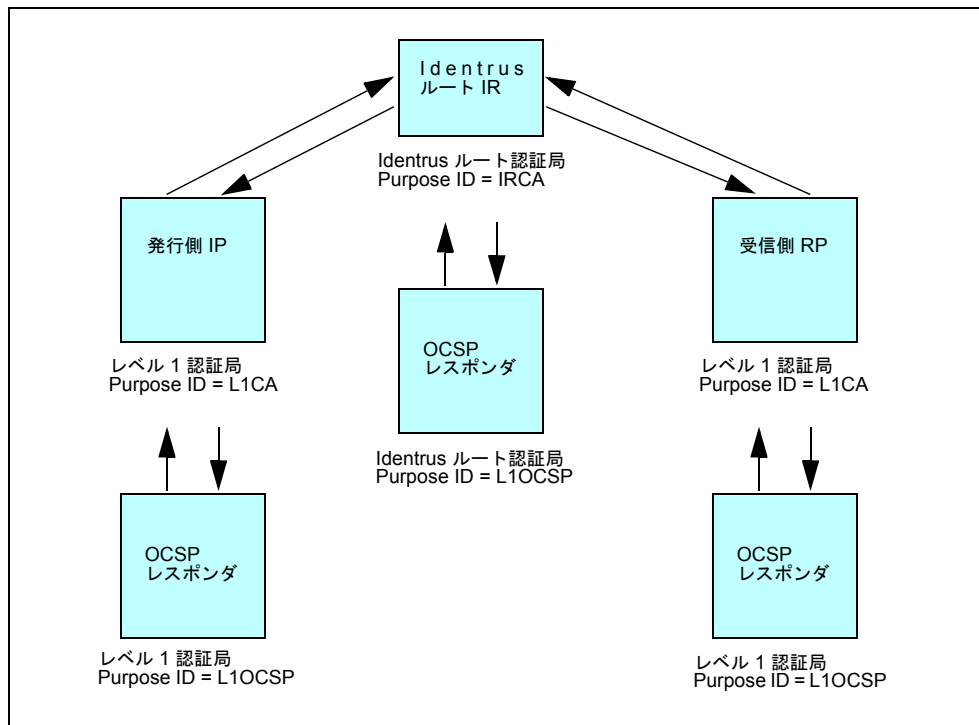 Identrus
ルート IR
Identrus ルート認証局
Purpose ID = IRCA
発行側 IP
受信側 RP
OCSP
レスポンダ
レベル 1 認証局
Purpose ID = L1CA
レベル 1 認証局
Purpose ID = L1CA
Identrus ルート認証局
Purpose ID = L1OCSP
OCSP
レスポンダ
OCSP
レスポンダ
レベル 1 認証局
Purpose ID = L1OCSP
レベル 1 認証局
Purpose ID = L1OCSP